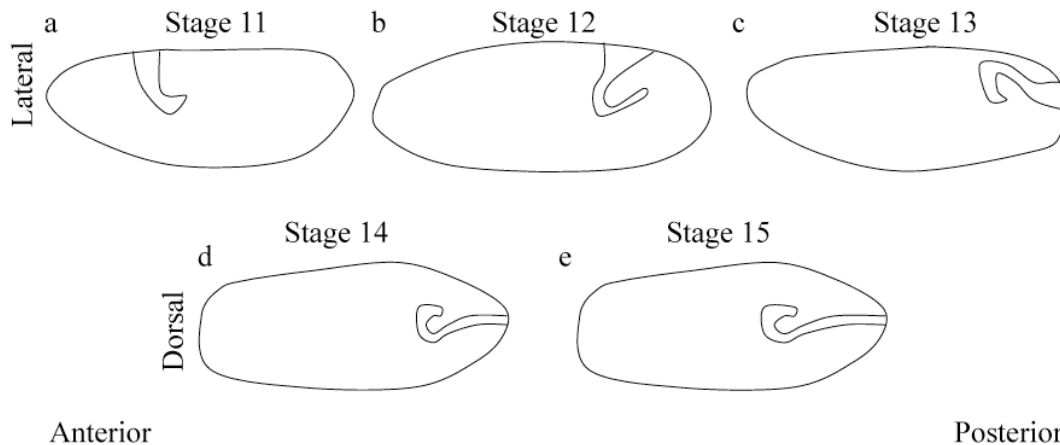 a Stage 11 b Stage 12 c Stage 13
Lateral
Stage 14 Stage 15
d e
Dorsal
Anterior Posterior